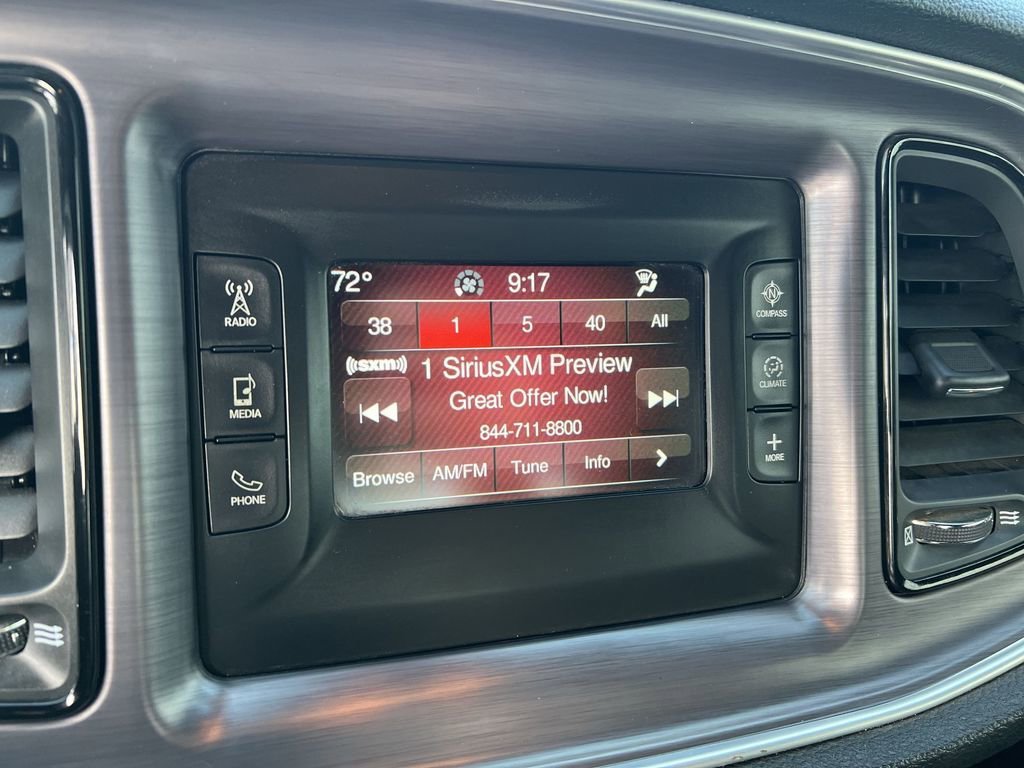 RADIO
MEDIA
PHONE
72° 9:17
38 1 5 40 All
((sxm)) 1 SiriusXM Preview
Great Offer Now!
844-711-8800
Browse AM/FM Tune Info >
N
COMPASS
CLIMATE
+
MORE